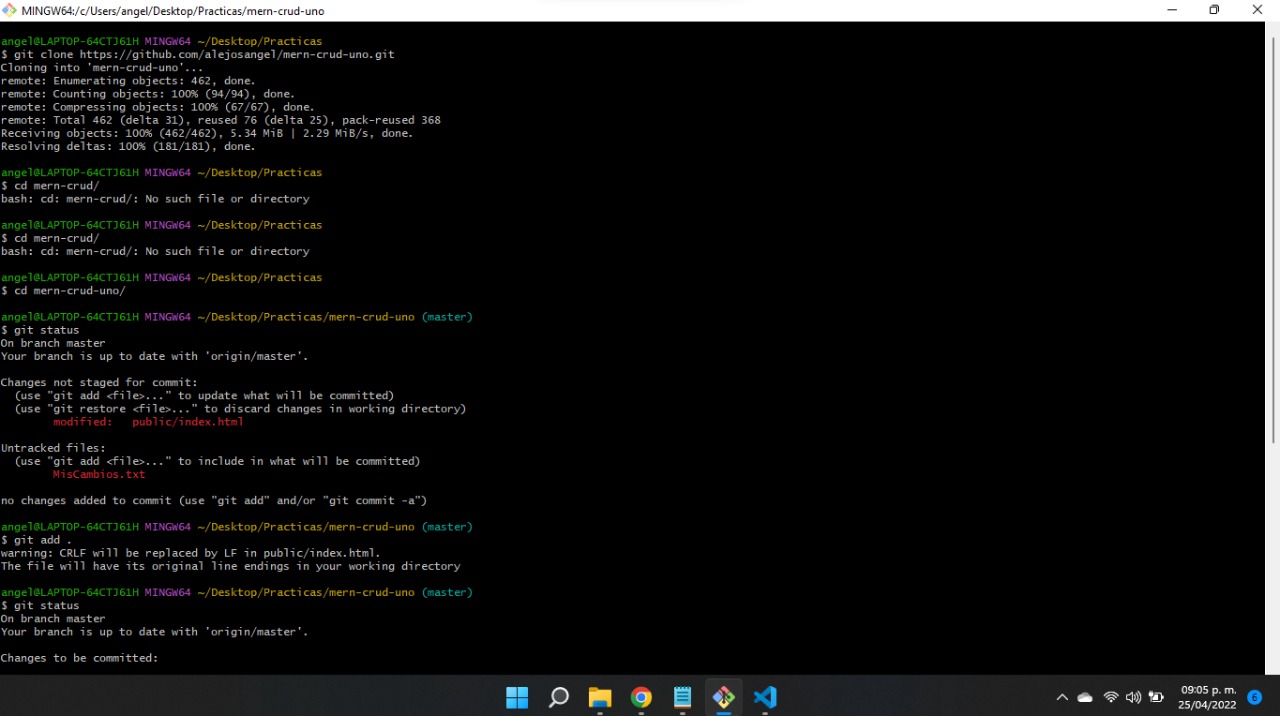 MINGW64:/c/Users/angel/Desktop/Practicas/mern-crud-uno
angel@LAPTOP-64CTJ61H MINGW64 ~/Desktop/Practicas
$ git clone https://github.com/alejosangel/mern-crud-uno.git
Cloning into 'mern-crud-uno'...
remote: Enumerating objects: 462, done.
remote: Counting objects: 100% (94/94), done.
remote: Compressing objects: 100% (67/67), done.
remote: Total 462 (delta 31), reused 76 (delta 25), pack-reused 368
Receiving objects: 100% (462/462), 5.34 MiB | 2.29 MiB/s, done.
Resolving deltas: 100% (181/181), done.
angel@LAPTOP-64CTJ61H MINGW64 ~/Desktop/Practicas
$ cd mern-crud/
bash: cd: mern-crud/: No such file or directory
angel@LAPTOP-64CTJ61H MINGW64 ~/Desktop/Practicas
$ cd mern-crud/
bash: cd: mern-crud/: No such file or directory
angel@LAPTOP-64CTJ61H MINGW64 ~/Desktop/Practicas
$ cd mern-crud-uno/
angel@LAPTOP-64CTJ61H MINGW64 ~/Desktop/Practicas/mern-crud-uno (master)
$ git status
On branch master
Your branch is up to date with 'origin/master'.
Changes not staged for commit:
(use "git add <file>..." to update what will be committed)
(use "git restore <file>..." to discard changes in working directory)
modified: public/index.html
Untracked files:
(use "git add <file>..." to include in what will be committed)
MisCambios.txt
no changes added to commit (use "git add" and/or "git commit -a")
angel@LAPTOP-64CTJ61H MINGW64 ~/Desktop/Practicas/mern-crud-uno (master)
$ git add .
warning: CRLF will be replaced by LF in public/index.html.
The file will have its original line endings in your working directory
angel@LAPTOP-64CTJ61H MINGW64 ~/Desktop/Practicas/mern-crud-uno (master)
$ git status
On branch master
Your branch is up to date with 'origin/master'.
Changes to be committed:
09:05 p. m.
25/04/2022
6